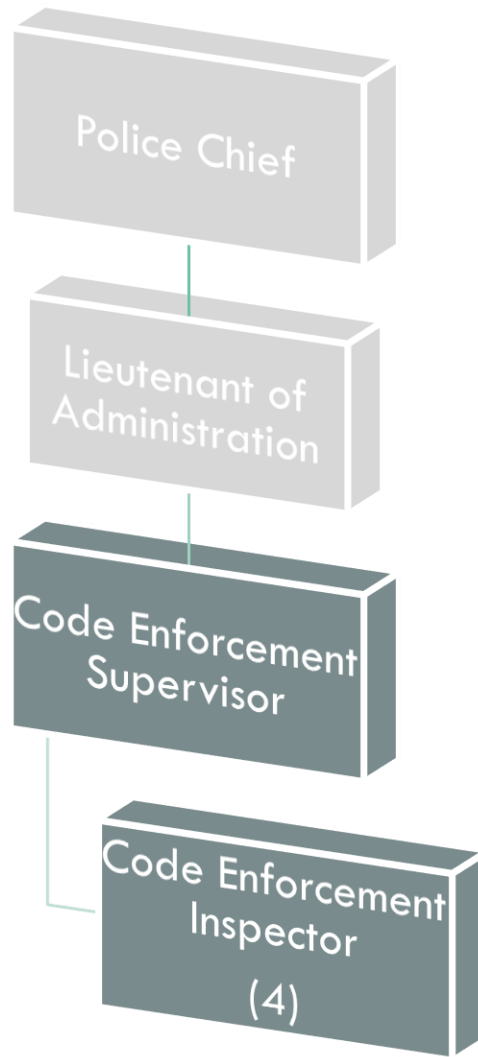 Police Chief
Lieutenant of
Administration
Code Enforcement
Supervisor
Code Enforcement
Inspector
(4)